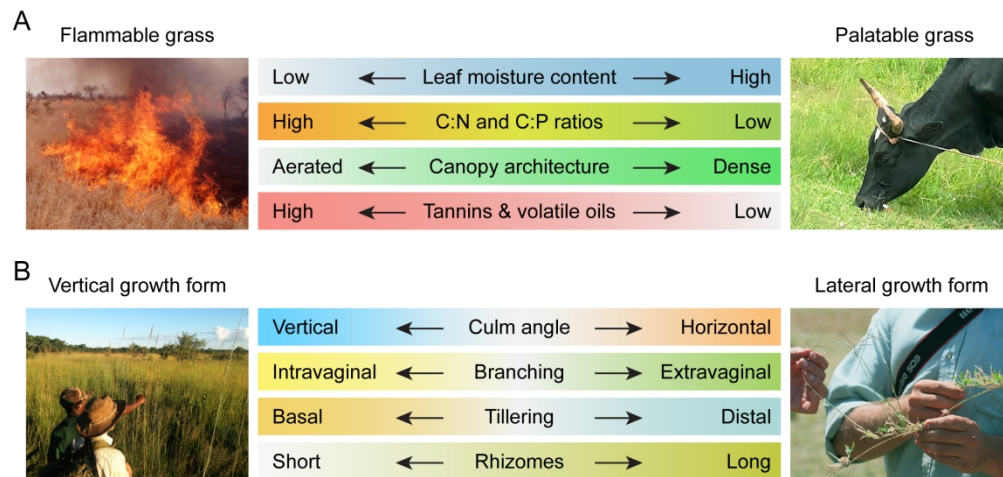 A
Flammable grass
Palatable grass
Low ← Leaf moisture content → High
High ← C:N and C:P ratios → Low
Aerated ← Canopy architecture → Dense
High ← Tannins & volatile oils → Low
B
Vertical growth form
Lateral growth form
Vertical ← Culm angle → Horizontal
Intravaginal ← Branching → Extravaginal
Basal ← Tillering → Distal
Short ← Rhizomes → Long
EOS